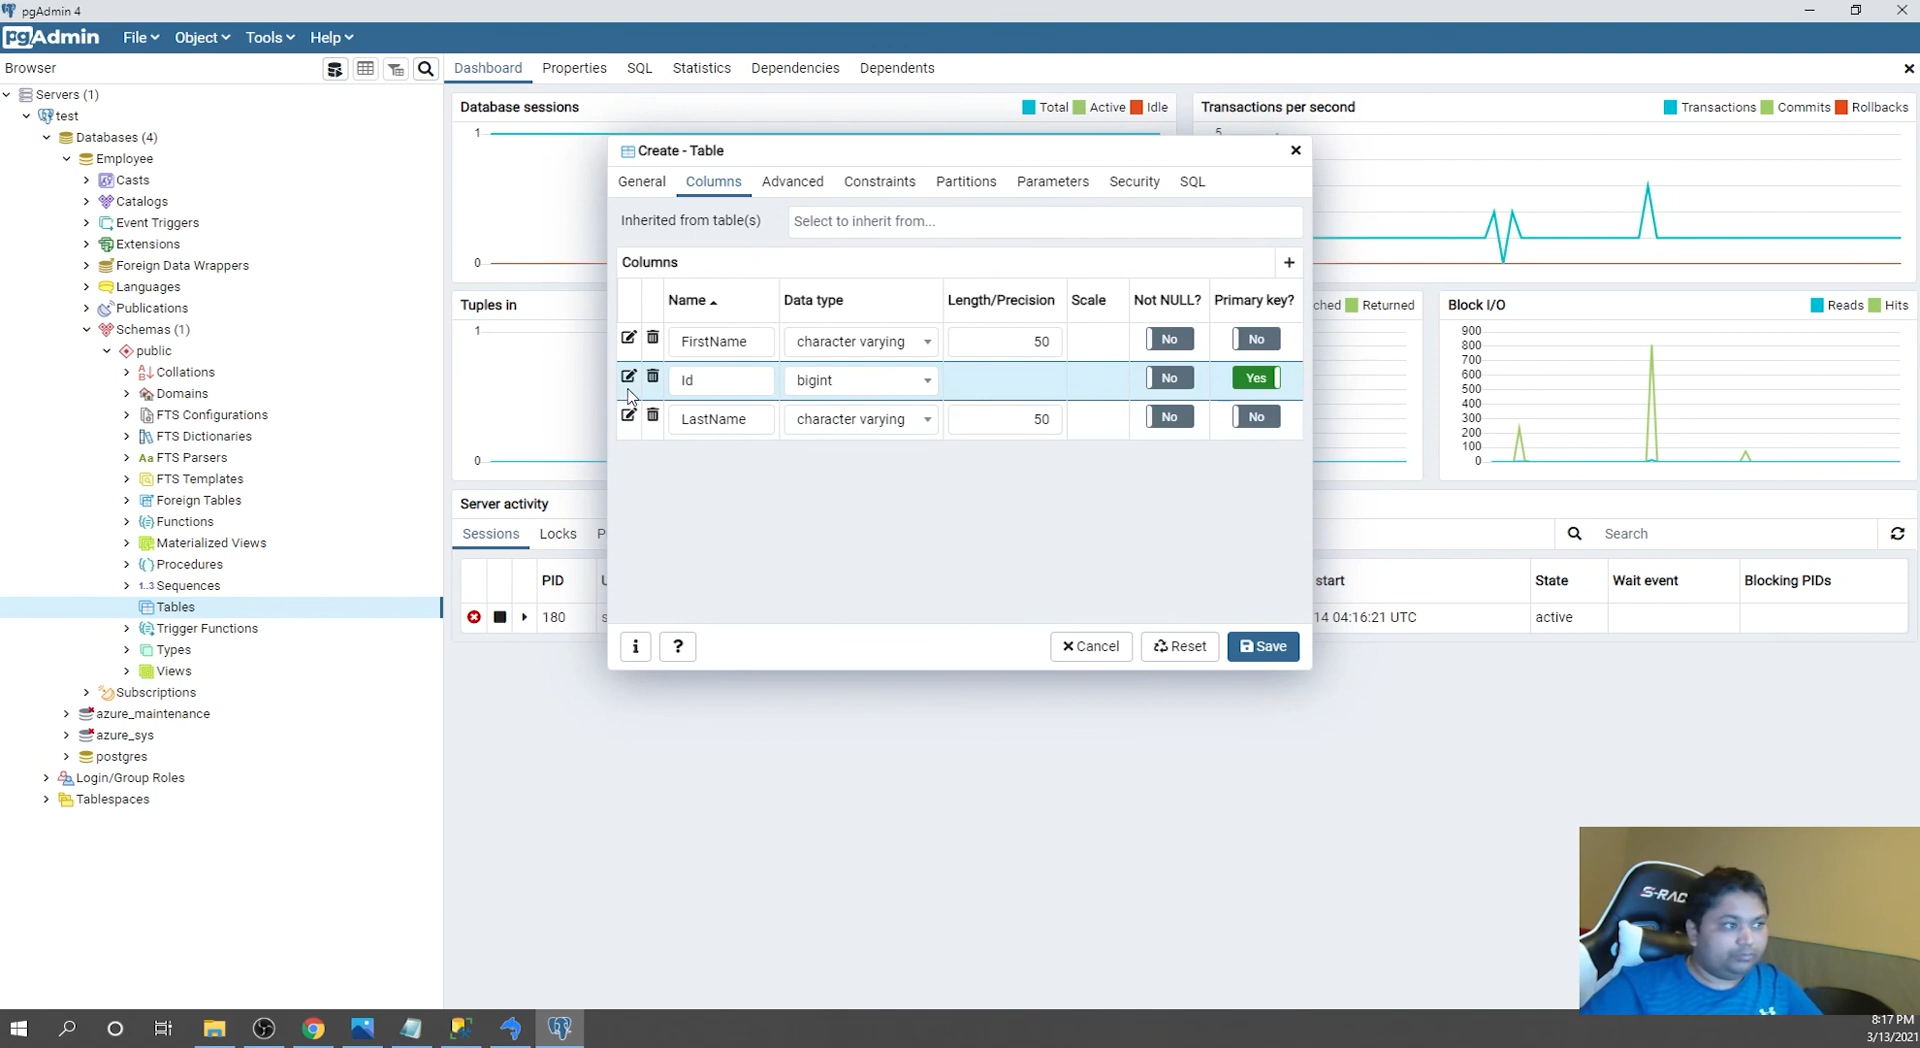 pgAdmin 4
pgAdmin File Object Tools Help
Browser
Dashboard Properties SQL Statistics Dependencies Dependents
Servers (1)
test
Databases (4)
Employee
Casts
Catalogs
Event Triggers
Extensions
Foreign Data Wrappers
Languages
Publications
Schemas (1)
public
Collations
Domains
FTS Configurations
FTS Dictionaries
Aa FTS Parsers
FTS Templates
Foreign Tables
Functions
Materialized Views
Procedures
1..3 Sequences
Tables
Trigger Functions
Types
Views
Subscriptions
azure_maintenance
azure_sys
postgres
Login/Group Roles
Tablespaces
Database sessions Total Active Idle
1
0
Transactions per second Transactions Commits Rollbacks
5
Tuples in
1
0
ched Returned
Block I/O Reads Hits
900
800
700
600
500
400
300
200
100
0
Server activity
Sessions Locks P
Search
PID U start State Wait event Blocking PIDs
180 s 14 04:16:21 UTC active
Create - Table
General Columns Advanced Constraints Partitions Parameters Security SQL
Inherited from table(s) Select to inherit from...
Columns +
Name Data type Length/Precision Scale Not NULL? Primary key?
FirstName character varying 50 No No
Id bigint No Yes
LastName character varying 50 No No
i ? Cancel Reset Save
S-RAC
8:17 PM
3/13/2021